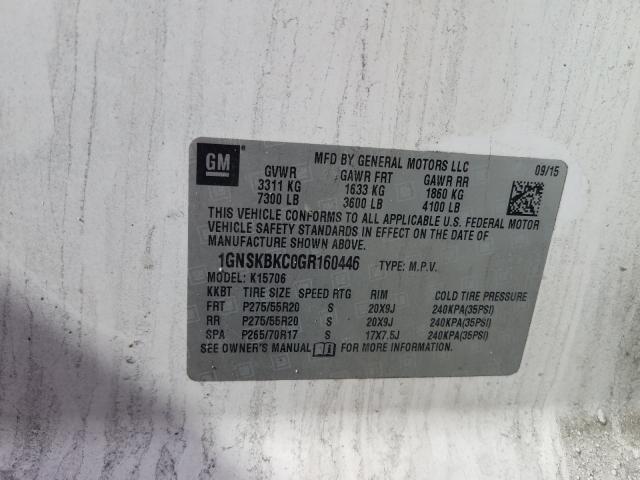 GM ® MFD BY GENERAL MOTORS LLC 09/15
GVWR GAWR FRT GAWR RR
3311 KG 1633 KG 1860 KG
7300 LB 3600 LB 4100 LB
THIS VEHICLE CONFORMS TO ALL APPLICABLE U.S. FEDERAL MOTOR
VEHICLE SAFETY STANDARDS IN EFFECT ON THE DATE OF
MANUFACTURE SHOWN ABOVE.
1GNSKBKC0GR160446 TYPE: M.P.V.
MODEL: K15706
KKBT TIRE SIZE SPEED RTG RIM COLD TIRE PRESSURE
FRT P275/55R20 S 20X9J 240KPA(35PSI)
RR P275/55R20 S 20X9J 240KPA(35PSI)
SPA P265/70R17 S 17X7.5J 240KPA(35PSI)
SEE OWNER'S MANUAL FOR MORE INFORMATION.